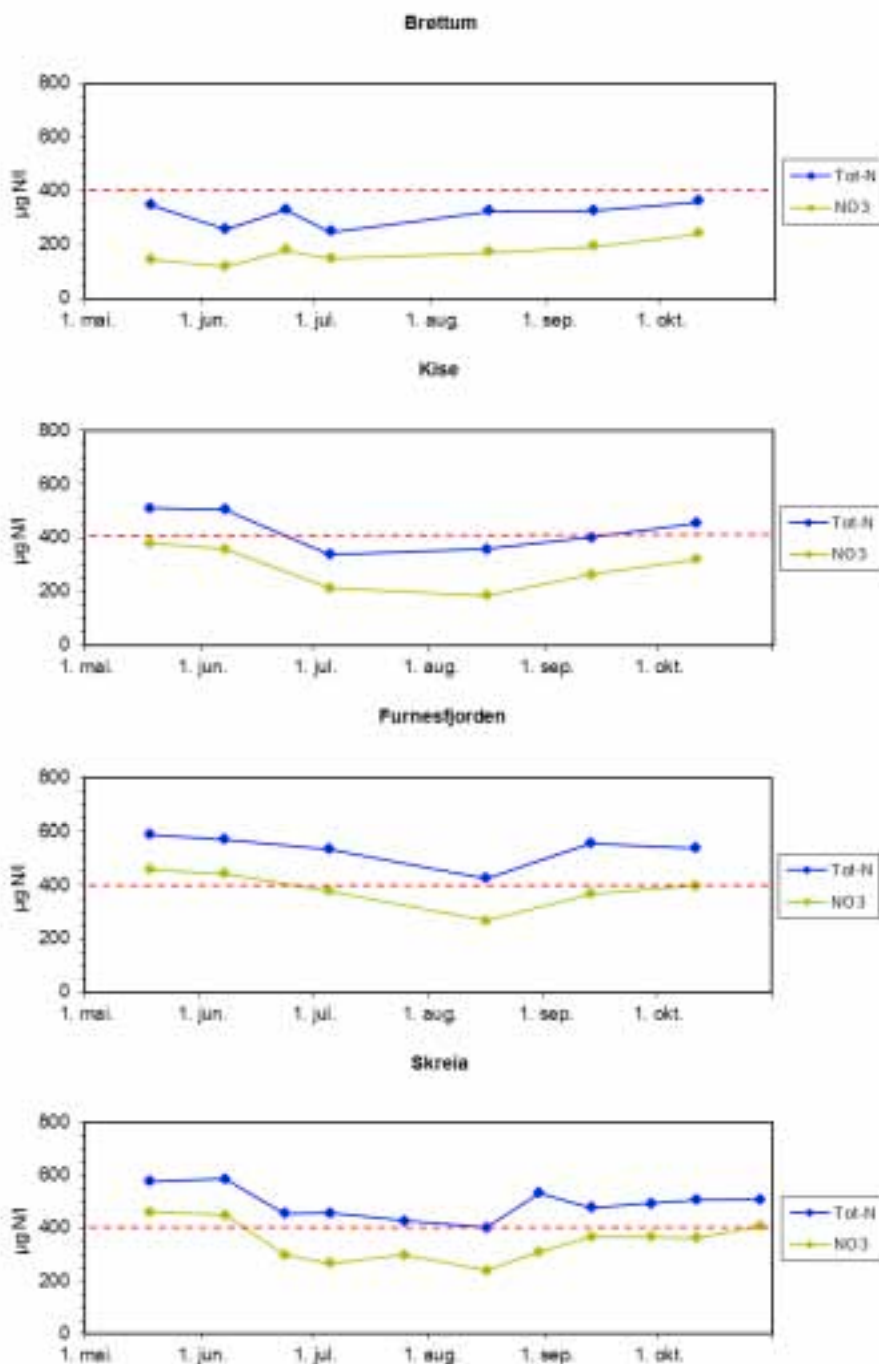 Brøttum
800
600
400
200
0
µg N/l
1. mai. 1. jun. 1. jul. 1. aug. 1. sep. 1. okt.
Tot-N
NO3
Kise
800
600
400
200
0
µg N/l
1. mai. 1. jun. 1. jul. 1. aug. 1. sep. 1. okt.
Tot-N
NO3
Furnesfjorden
800
600
400
200
0
µg N/l
1. mai. 1. jun. 1. jul. 1. aug. 1. sep. 1. okt.
Tot-N
NO3
Skreia
800
600
400
200
0
µg N/l
1. mai. 1. jun. 1. jul. 1. aug. 1. sep. 1. okt.
Tot-N
NO3